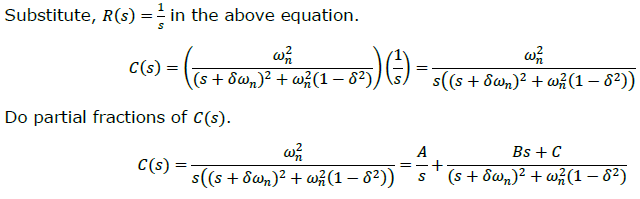 Substitute, R(s) = 1/s in the above equation.
C(s) = (ω_n^2 / ((s + δω_n)^2 + ω_n^2(1 − δ^2))) (1/s) = ω_n^2 / (s((s + δω_n)^2 + ω_n^2(1 − δ^2)))
Do partial fractions of C(s).
C(s) = ω_n^2 / (s((s + δω_n)^2 + ω_n^2(1 − δ^2))) = A/s + (Bs + C) / ((s + δω_n)^2 + ω_n^2(1 − δ^2))